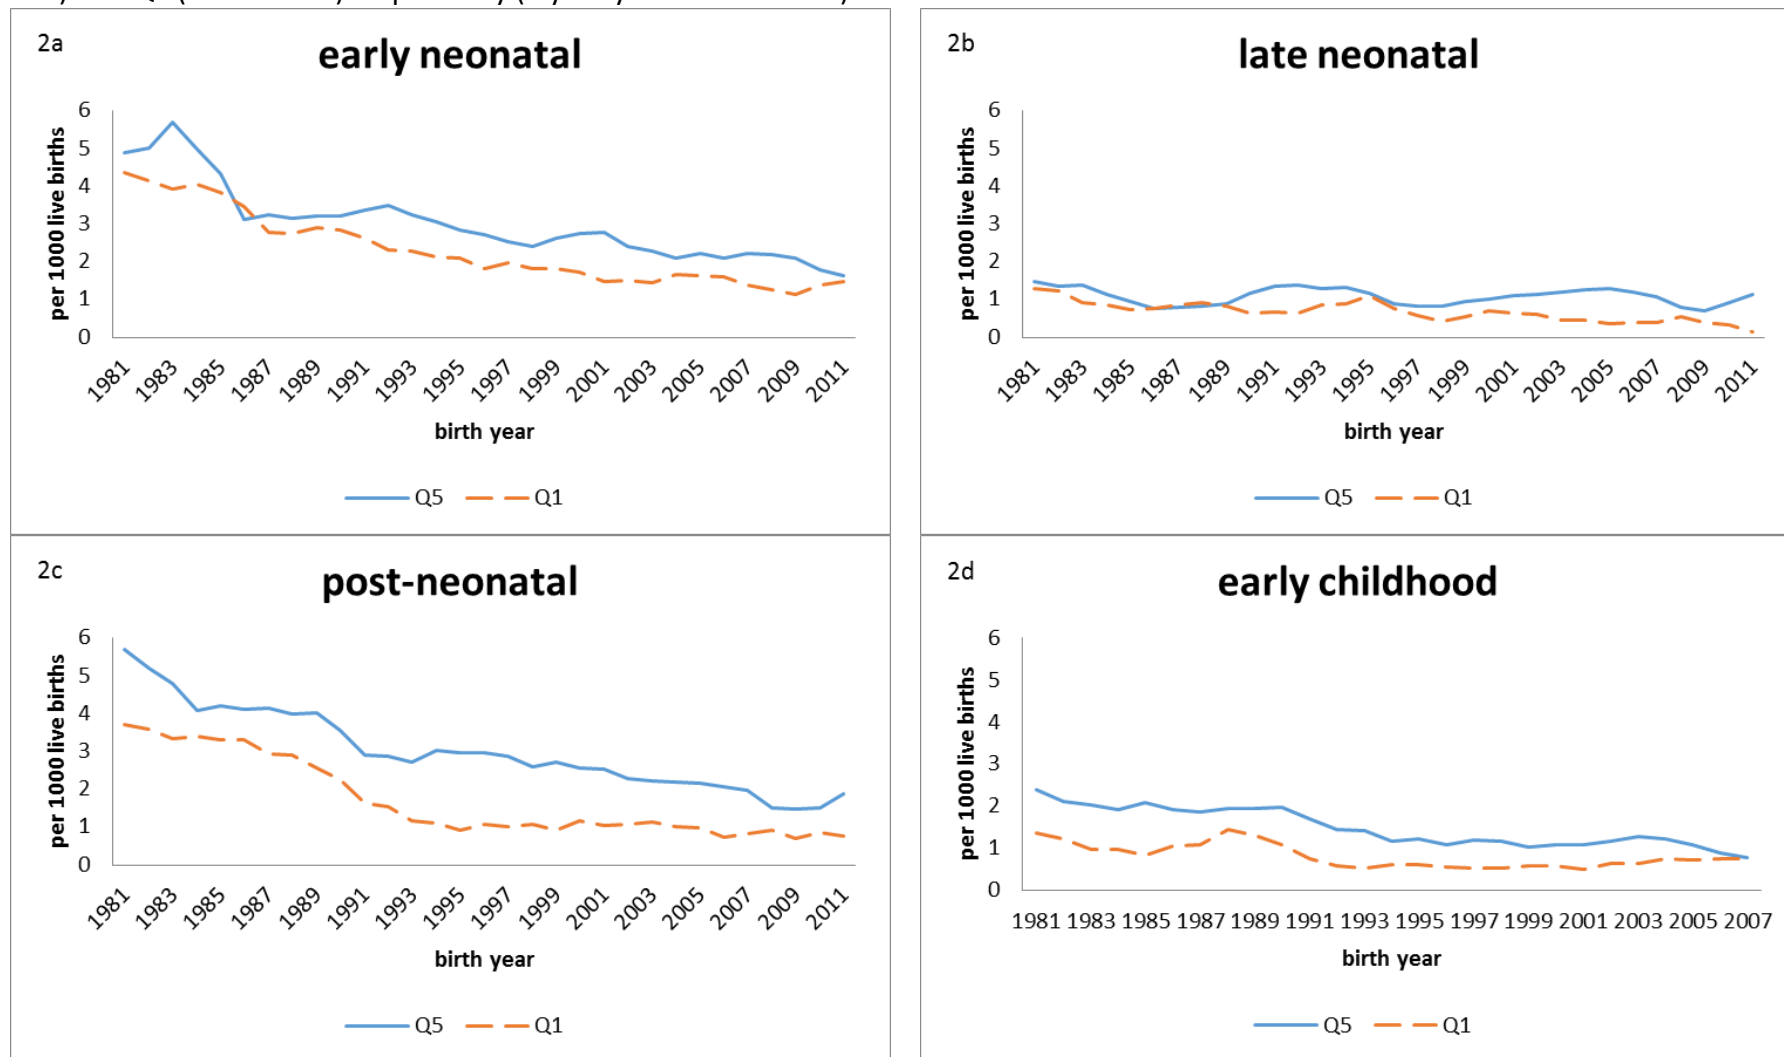 2a
early neonatal
per 1000 live births
6
5
4
3
2
1
0
1981 1983 1985 1987 1989 1991 1993 1995 1997 1999 2001 2003 2005 2007 2009 2011
birth year
Q5 Q1
2b
late neonatal
per 1000 live births
6
5
4
3
2
1
0
1981 1983 1985 1987 1989 1991 1993 1995 1997 1999 2001 2003 2005 2007 2009 2011
birth year
Q5 Q1
2c
post-neonatal
per 1000 live births
6
5
4
3
2
1
0
1981 1983 1985 1987 1989 1991 1993 1995 1997 1999 2001 2003 2005 2007 2009 2011
birth year
Q5 Q1
2d
early childhood
per 1000 live births
6
5
4
3
2
1
0
1981 1983 1985 1987 1989 1991 1993 1995 1997 1999 2001 2003 2005 2007
birth year
Q5 Q1